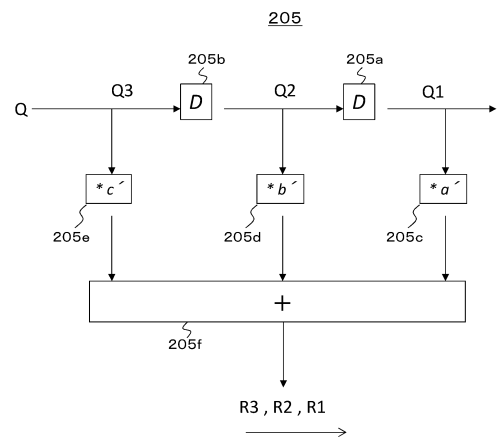 205
205b 205a
Q Q3 D Q2 D Q1
* c´ * b´ * a´
205e 205d 205c
+
205f
R3 , R2 , R1